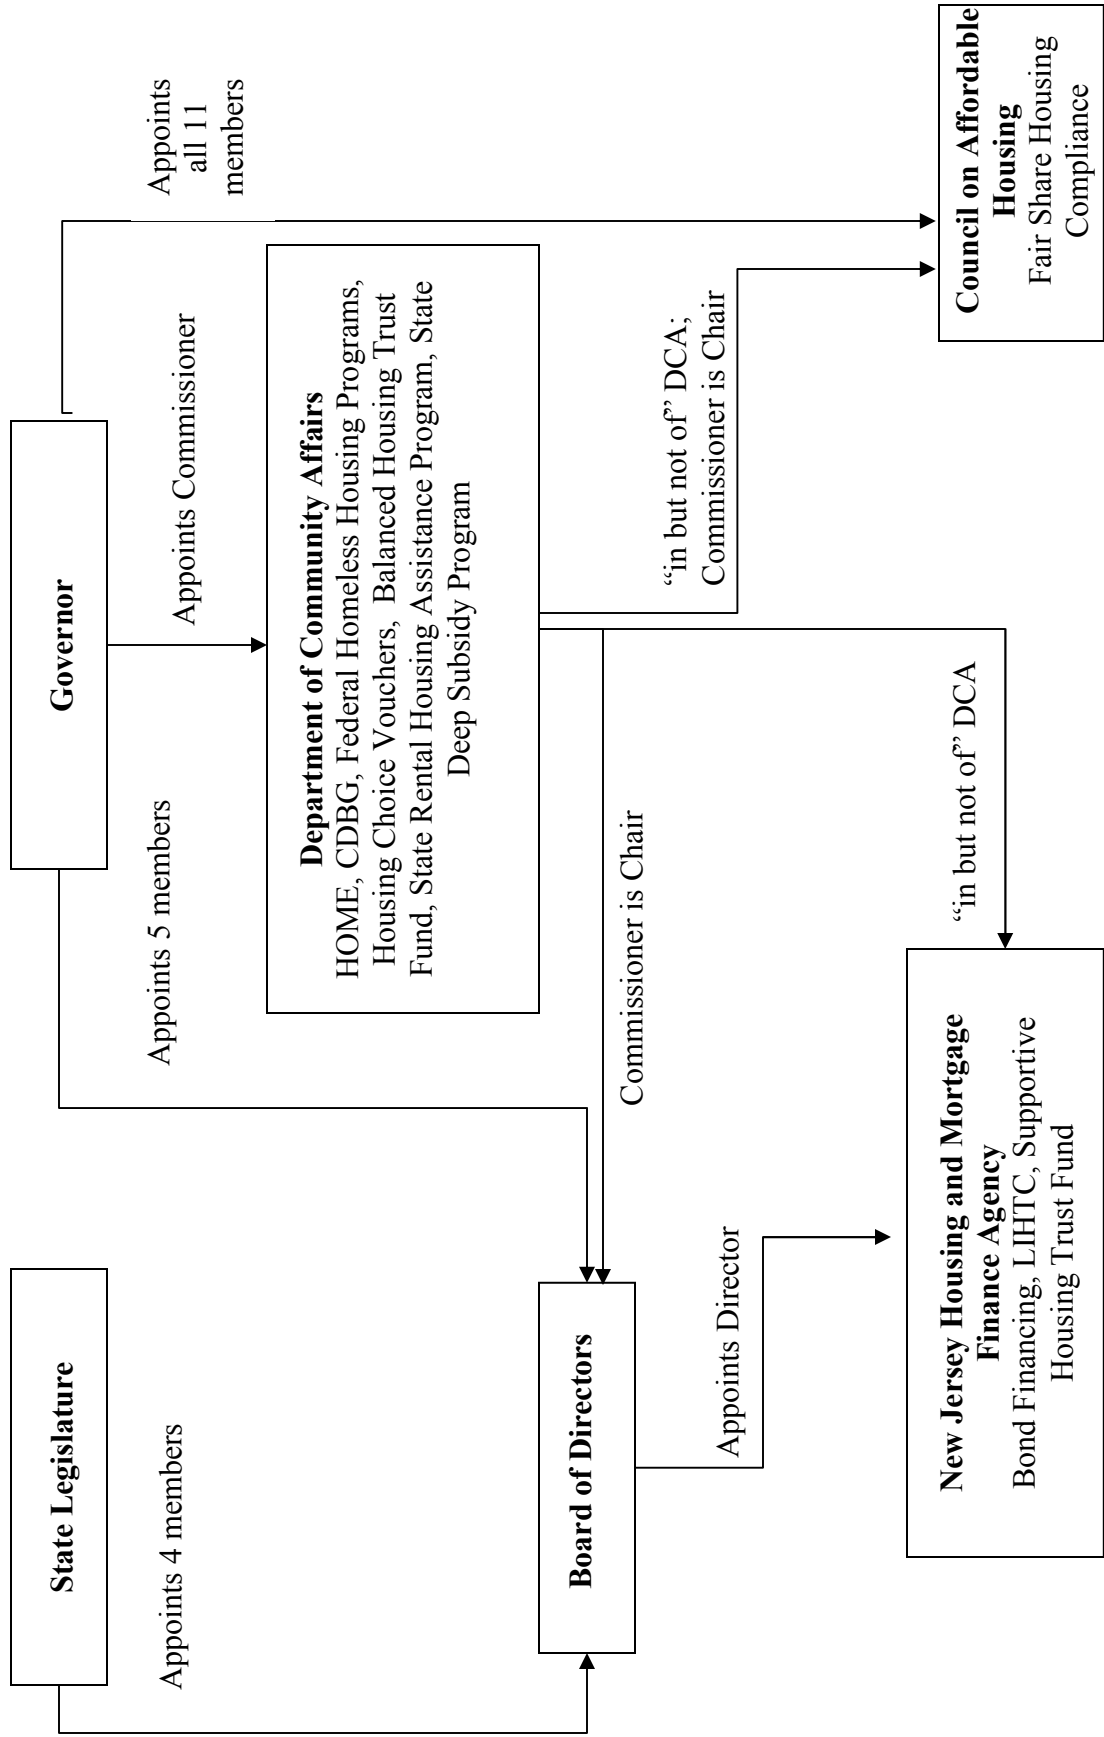 State Legislature
Governor
Appoints 4 members
Appoints 5 members
Appoints Commissioner
Appoints
all 11
members
Department of Community Affairs
HOME, CDBG, Federal Homeless Housing Programs,
Housing Choice Vouchers, Balanced Housing Trust
Fund, State Rental Housing Assistance Program, State
Deep Subsidy Program
Board of Directors
Commissioner is Chair
“in but not of” DCA;
Commissioner is Chair
Appoints Director
“in but not of” DCA
New Jersey Housing and Mortgage
Finance Agency
Bond Financing, LIHTC, Supportive
Housing Trust Fund
Council on Affordable
Housing
Fair Share Housing
Compliance